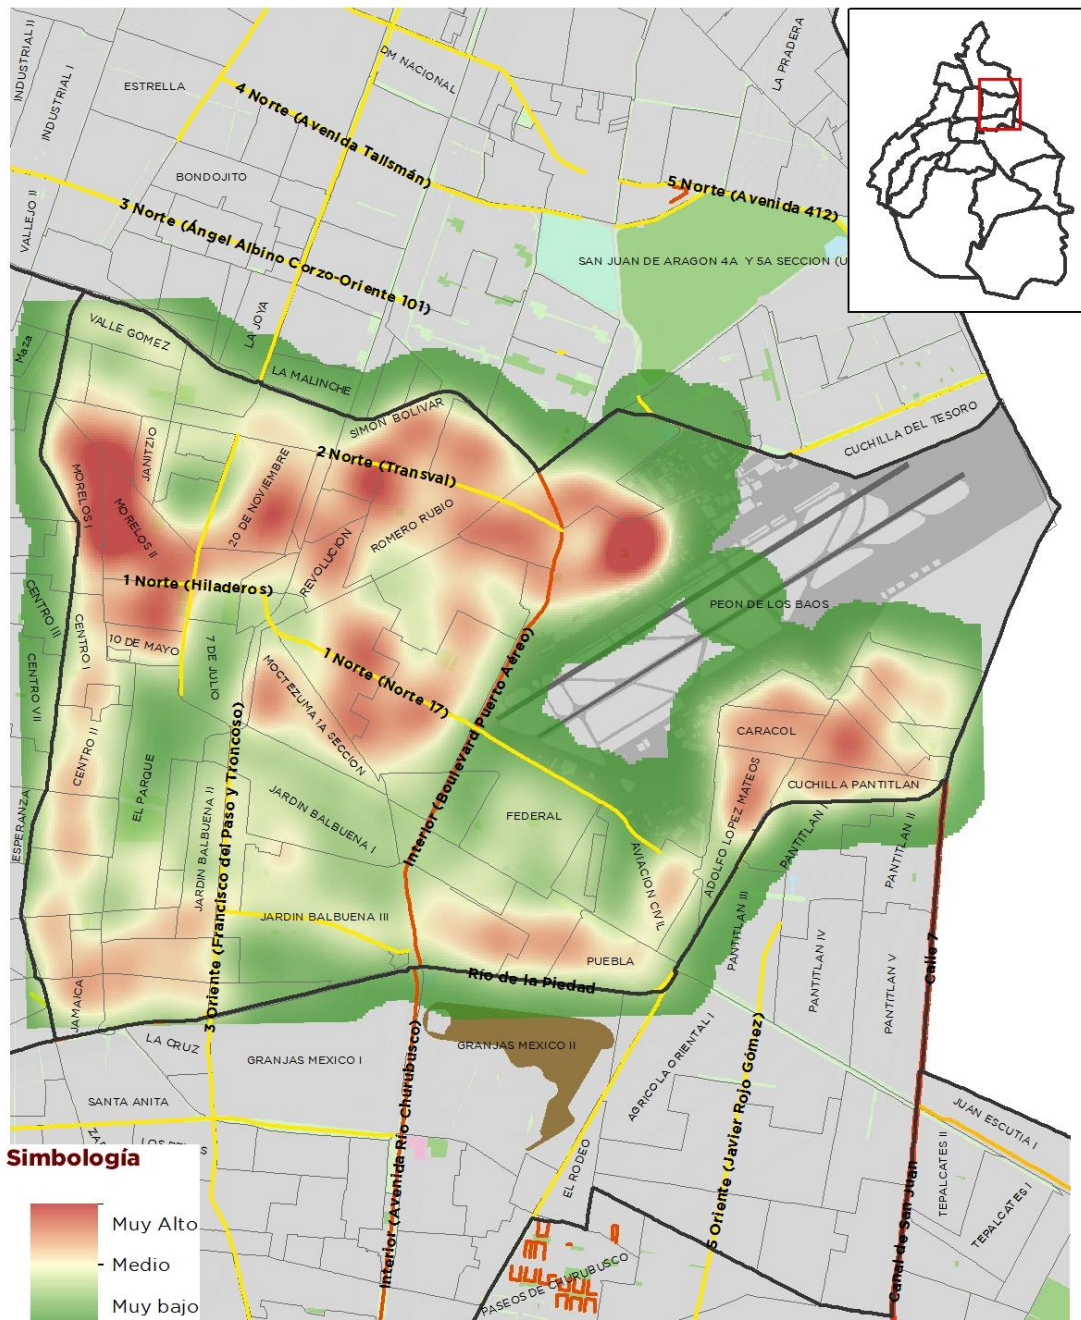 INDUSTRIAL II
INDUSTRIAL I
ESTRELLA
DM NACIONAL
LA PRADERA
4 Norte (Avenida Talismán)
BONDOJITO
5 Norte (Avenida 412)
VALLEJO II
3 Norte (Ángel Albino Corzo-Oriente 101)
SAN JUAN DE ARAGON 4A Y 5A SECCION (U
LA JOYA
VALLE GOMEZ
Maza
LA MALINCHE
SIMON BOLIVAR
CUCHILLA DEL TESORO
JANITZIO
2 Norte (Transval)
MORELOS I
MORELOS II
20 DE NOVIEMBRE
ROMERO RUBIO
REVOLUCION
1 Norte (Hiladeros)
CENTRO III
PEON DE LOS BAOS
CENTRO I
10 DE MAYO
7 DE JULIO
1 Norte (Norte 17)
CENTRO VII
MOCTEZUMA 1A SECCION
Interior (Boulevard Puerto Aéreo)
CENTRO II
CARACOL
EL PARQUE
CUCHILLA PANTITLAN
ADOLFO LOPEZ MATEOS
ESPERANZA
JARDIN BALBUENA II
JARDIN BALBUENA I
FEDERAL
PANTITLAN I
PANTITLAN II
3 Oriente (Francisco del Paso y Troncoso)
AVIACION CIVIL
JARDIN BALBUENA III
PANTITLAN III
PUEBLA
PANTITLAN IV
PANTITLAN V
Calle 7
Río de la Piedad
JAMAICA
LA CRUZ
GRANJAS MEXICO I
GRANJAS MEXICO II
AGRICOLA ORIENTAL I
Interior (Avenida Río Churubusco)
5 Oriente (Javier Rojo Gómez)
SANTA ANITA
JUAN ESCUTIA I
EL RODEO
TEPALCATES II
TEPALCATES I
Canal de San Juan
PASEOS DE CHURUBUSCO
Simbología
Muy Alto
Medio
Muy bajo